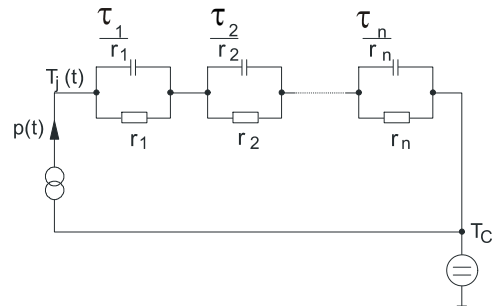 τ1 τ2 τn
r1 r2 rn
Tj(t)
p(t)
r1 r2 rn
TC